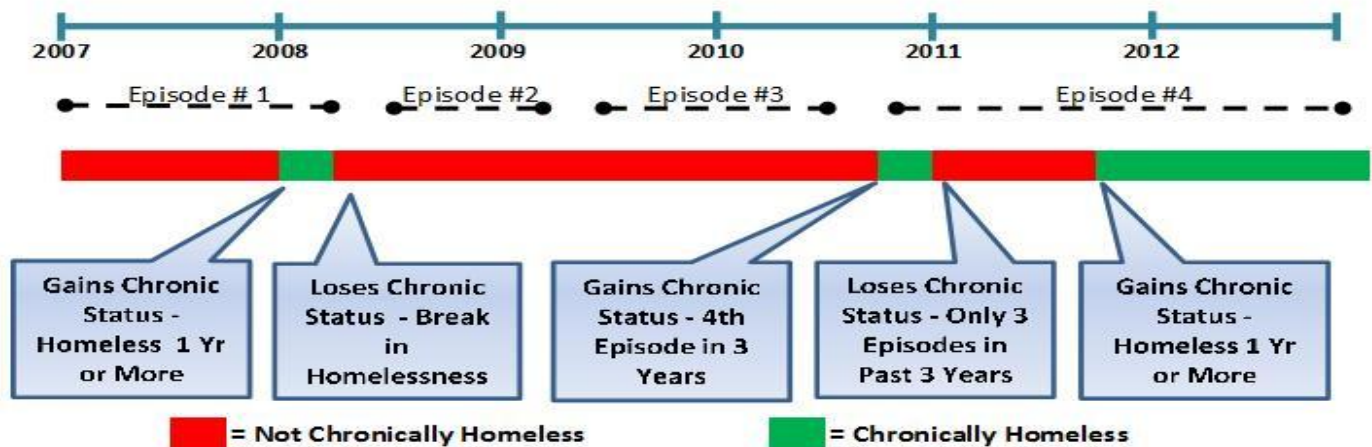 2007 2008 2009 2010 2011 2012
Episode # 1 Episode #2 Episode #3 Episode #4
Gains Chronic
Status -
Homeless 1 Yr
or More
Loses Chronic
Status - Break
in
Homelessness
Gains Chronic
Status - 4th
Episode in 3
Years
Loses Chronic
Status - Only 3
Episodes in
Past 3 Years
Gains Chronic
Status -
Homeless 1 Yr
or More
= Not Chronically Homeless = Chronically Homeless